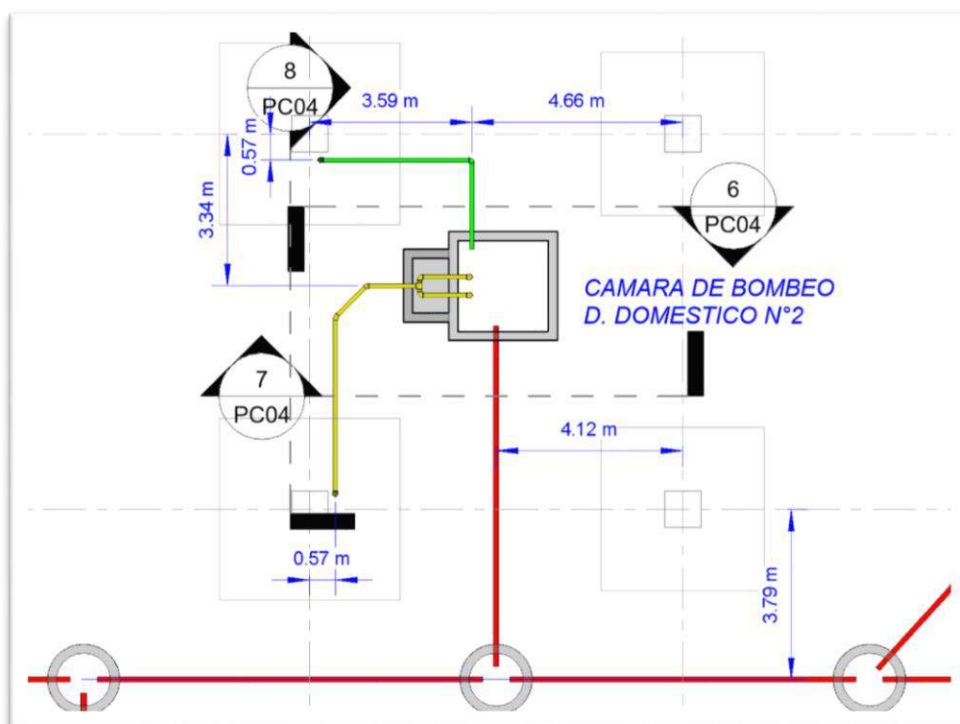 8
PC04
3.59 m
4.66 m
0.57 m
3.34 m
6
PC04
CAMARA DE BOMBEO
D. DOMESTICO N°2
7
PC04
4.12 m
0.57 m
3.79 m